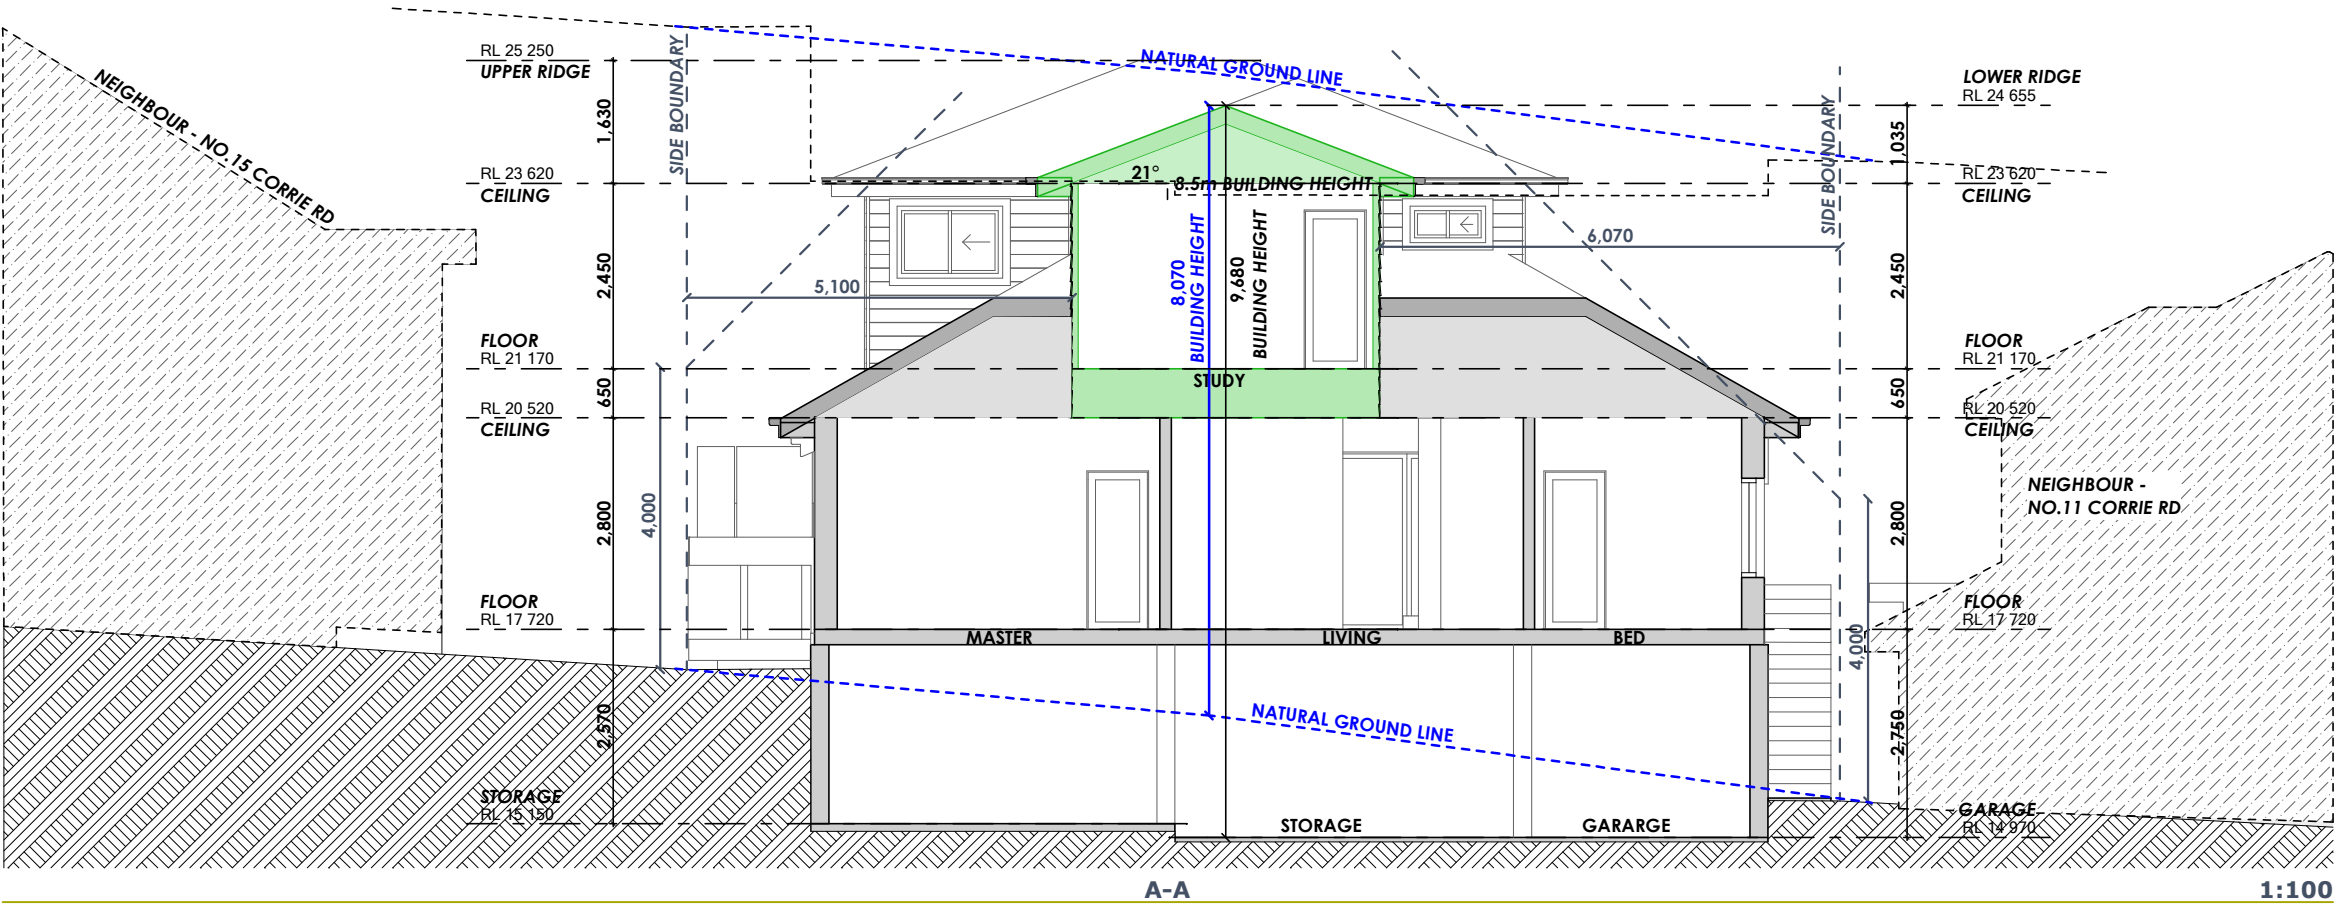 NATURAL GROUND LINE
RL 25 250
UPPER RIDGE
SIDE BOUNDARY
LOWER RIDGE
RL 24 655
NEIGHBOUR - NO.15 CORRIE RD
1,630
1,035
SIDE BOUNDARY
RL 23 620
CEILING
21°
8.5m BUILDING HEIGHT
RL 23 620
CEILING
5,100
2,450
8,070
BUILDING HEIGHT
9,680
BUILDING HEIGHT
6,070
2,450
FLOOR
RL 21 170
STUDY
FLOOR
RL 21 170
650
650
RL 20 520
CEILING
RL 20 520
CEILING
2,800
4,000
2,800
NEIGHBOUR -
NO.11 CORRIE RD
FLOOR
RL 17 720
MASTER
LIVING
BED
FLOOR
RL 17 720
4,000
2,570
NATURAL GROUND LINE
2,750
STORAGE
RL 15 150
STORAGE
GARARGE
GARAGE
RL 14 970
A-A
1:100